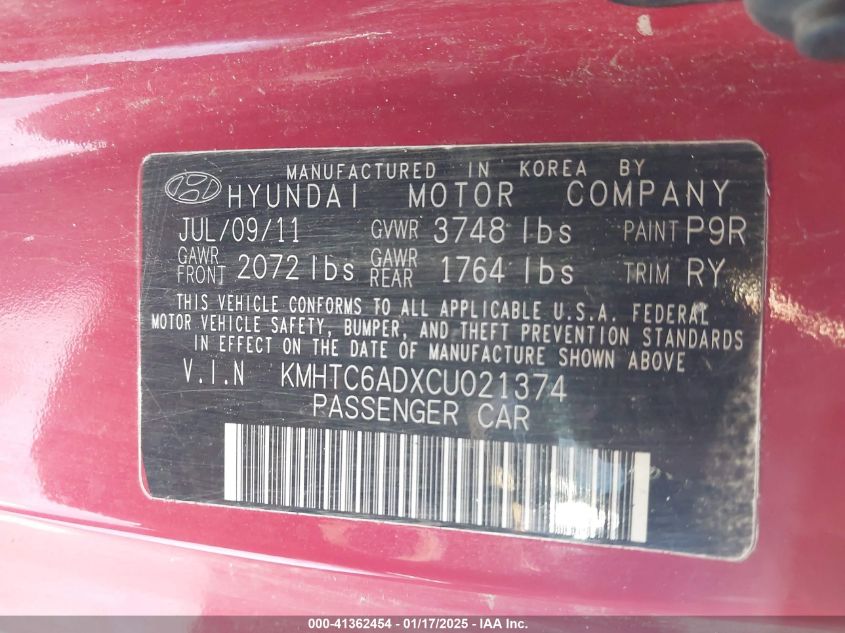 MANUFACTURED IN KOREA BY
HYUNDAI MOTOR COMPANY
JUL/09/11 GVWR 3748 lbs PAINT P9R
GAWR FRONT 2072 lbs GAWR REAR 1764 lbs TRIM RY
THIS VEHICLE CONFORMS TO ALL APPLICABLE U.S.A. FEDERAL
MOTOR VEHICLE SAFETY, BUMPER, AND THEFT PREVENTION STANDARDS
IN EFFECT ON THE DATE OF MANUFACTURE SHOWN ABOVE
V.I.N KMHTC6ADXCU021374
PASSENGER CAR
000-41362454 - 01/17/2025 - IAA, Inc.